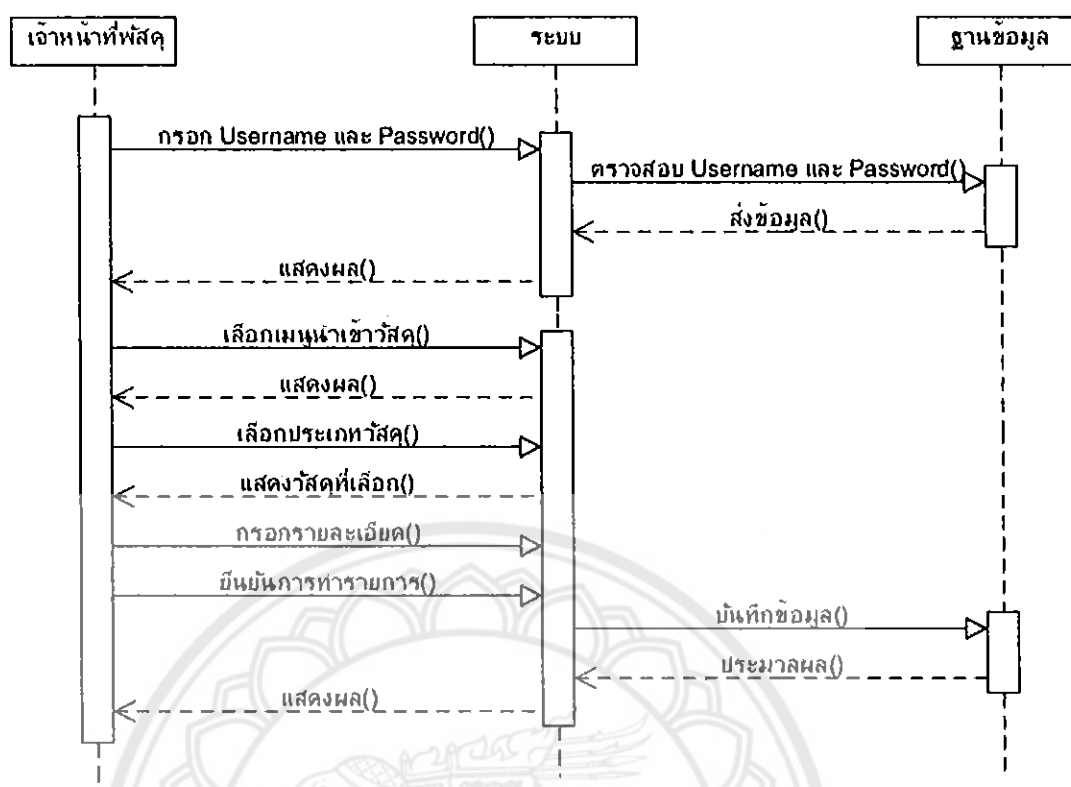 เจ้าหน้าที่พัสดุ
ระบบ
ฐานข้อมูล
กรอก Username และ Password()
ตรวจสอบ Username และ Password()
ส่งข้อมูล()
แสดงผล()
เลือกเมนูนำเข้าวัสดุ()
แสดงผล()
เลือกประเภทวัสดุ()
แสดงวัสดุที่เลือก()
กรอกรายละเอียด()
ยืนยันการทำรายการ()
บันทึกข้อมูล()
ประมาลผล()
แสดงผล()